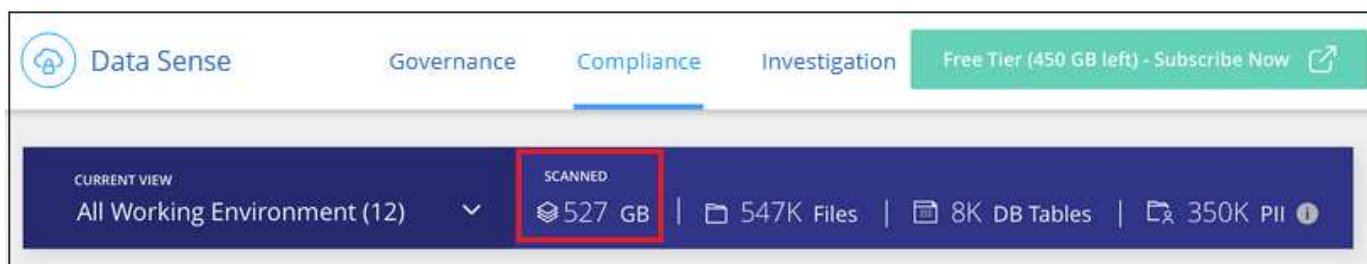 Data Sense Governance Compliance Investigation Free Tier (450 GB left) - Subscribe Now
CURRENT VIEW SCANNED
All Working Environment (12) 527 GB | 547K Files | 8K DB Tables | 350K PII